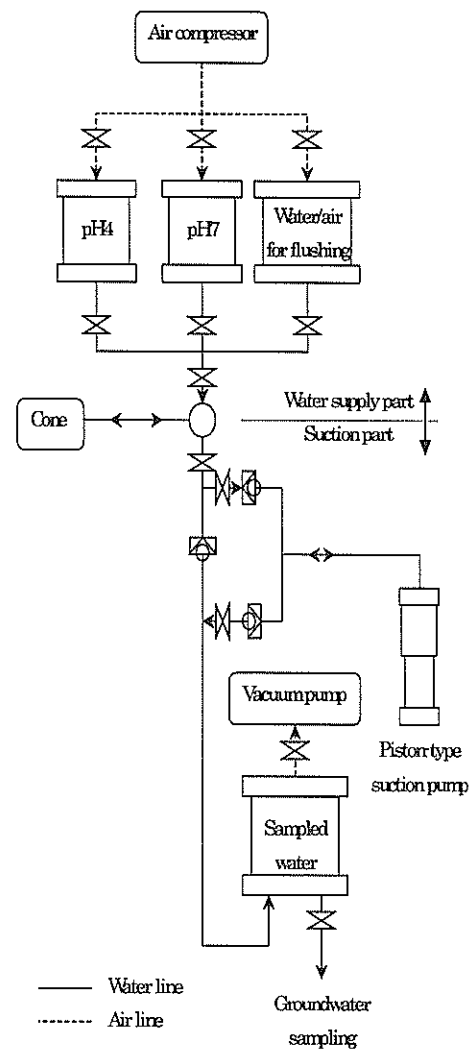 Air compressor
pH4
pH7
Water/air
for flushing
Cone
Water supply part
Suction part
Vacuum pump
Piston type
suction pump
Sampled
water
Water line
Air line
Groundwater
sampling